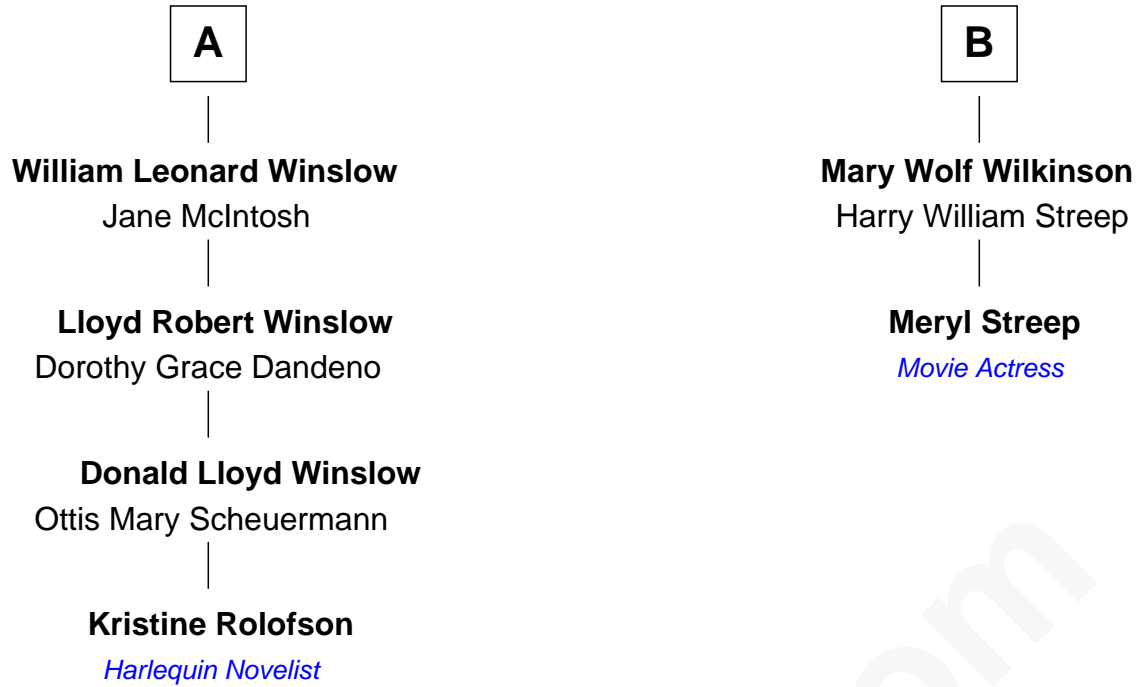 A
William Leonard Winslow
Jane McIntosh
Lloyd Robert Winslow
Dorothy Grace Dandeno
Donald Lloyd Winslow
Ottis Mary Scheuermann
Kristine Rolofson
Harlequin Novelist
B
Mary Wolf Wilkinson
Harry William Streep
Meryl Streep
Movie Actress
om